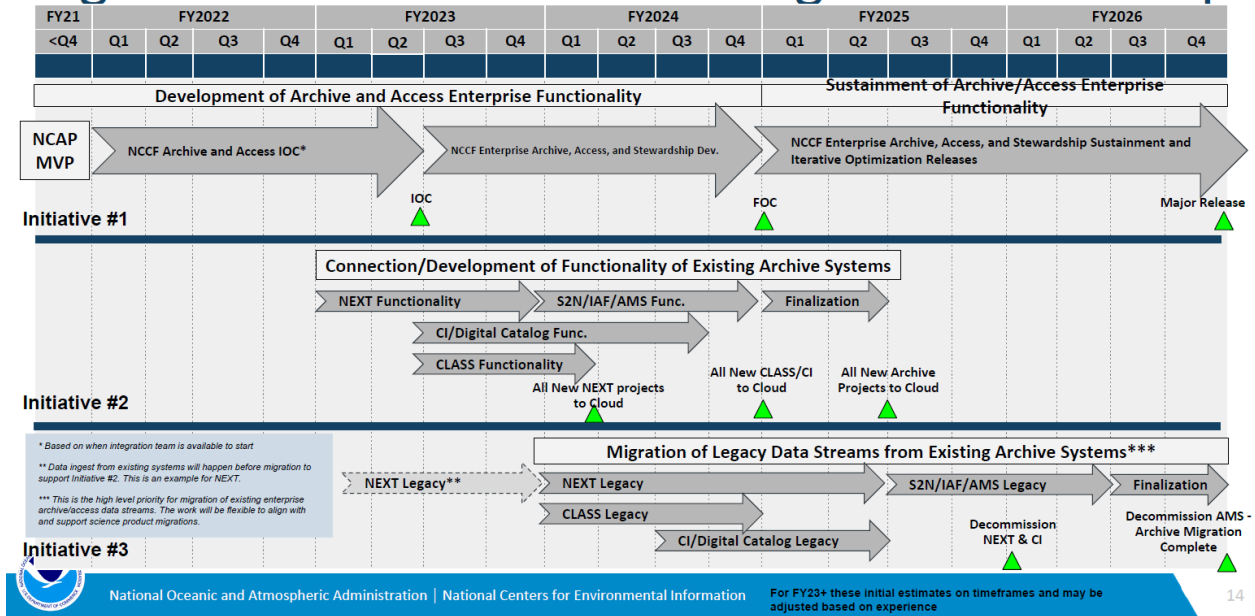 FY21 FY2022 FY2023 FY2024 FY2025 FY2026
<Q4 Q1 Q2 Q3 Q4 Q1 Q2 Q3 Q4 Q1 Q2 Q3 Q4 Q1 Q2 Q3 Q4 Q1 Q2 Q3 Q4
Development of Archive and Access Enterprise Functionality
Sustainment of Archive/Access Enterprise
Functionality
NCAP
MVP
NCCF Archive and Access IOC*
NCCF Enterprise Archive, Access, and Stewardship Dev.
NCCF Enterprise Archive, Access, and Stewardship Sustainment and
Iterative Optimization Releases
IOC
FOC
Major Release
Initiative #1
Connection/Development of Functionality of Existing Archive Systems
NEXT Functionality
S2N/IAF/AMS Func.
Finalization
CI/Digital Catalog Func.
CLASS Functionality
All New NEXT projects
to Cloud
All New CLASS/CI
to Cloud
All New Archive
Projects to Cloud
Initiative #2
* Based on when integration team is available to start
** Data ingest from existing systems will happen before migration to
support Initiative #2. This is an example for NEXT.
*** This is the high level priority for migration of existing enterprise
archive/access data streams. The work will be flexible to align with
and support science product migrations.
Migration of Legacy Data Streams from Existing Archive Systems***
NEXT Legacy**
NEXT Legacy
S2N/IAF/AMS Legacy
Finalization
CLASS Legacy
CI/Digital Catalog Legacy
Decommission
NEXT & CI
Decommission AMS -
Archive Migration
Complete
Initiative #3
National Oceanic and Atmospheric Administration | National Centers for Environmental Information
For FY23+ these initial estimates on timeframes and may be
adjusted based on experience
14